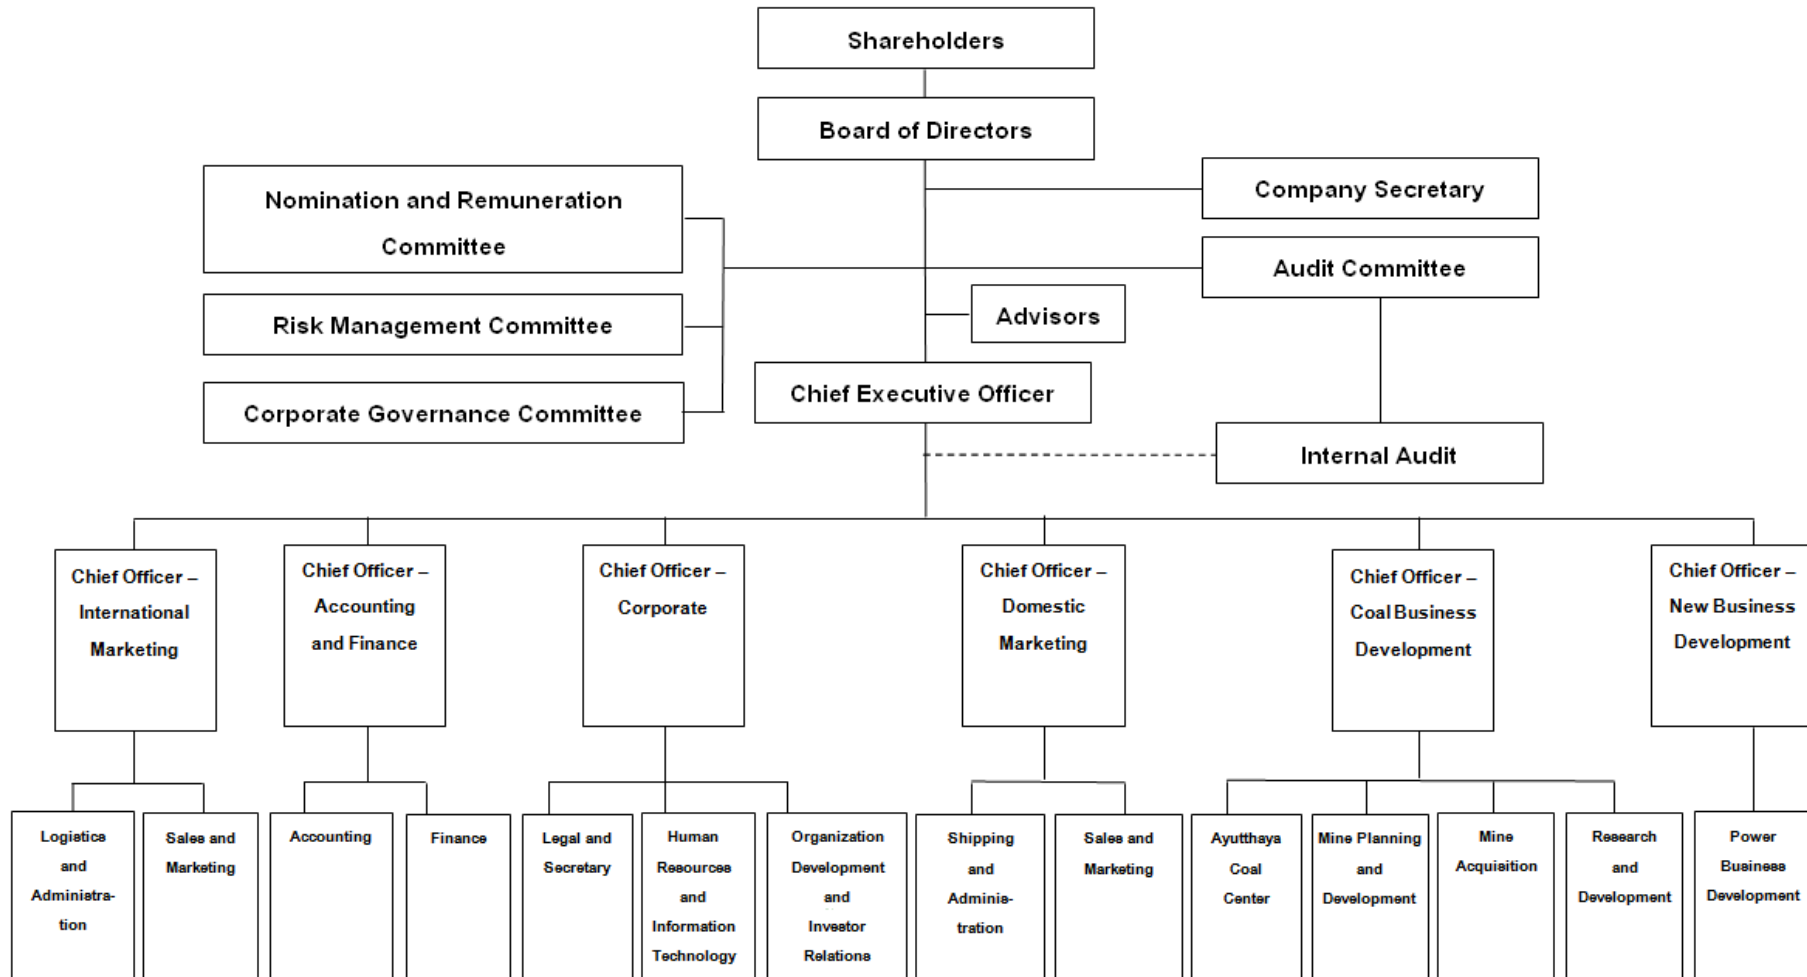 Shareholders
Board of Directors
Nomination and Remuneration
Committee
Company Secretary
Audit Committee
Risk Management Committee
Advisors
Chief Executive Officer
Corporate Governance Committee
Internal Audit
Chief Officer –
International
Marketing
Chief Officer –
Accounting
and Finance
Chief Officer –
Corporate
Chief Officer –
Domestic
Marketing
Chief Officer –
Coal Business
Development
Chief Officer –
New Business
Development
Logistics
and
Administra-
tion
Sales and
Marketing
Accounting
Finance
Legal and
Secretary
Human
Resources
and
Information
Technology
Organization
Development
and
Investor
Relations
Shipping
and
Adminis-
tration
Sales and
Marketing
Ayutthaya
Coal
Center
Mine Planning
and
Development
Mine
Acquisition
Research
and
Development
Power
Business
Development